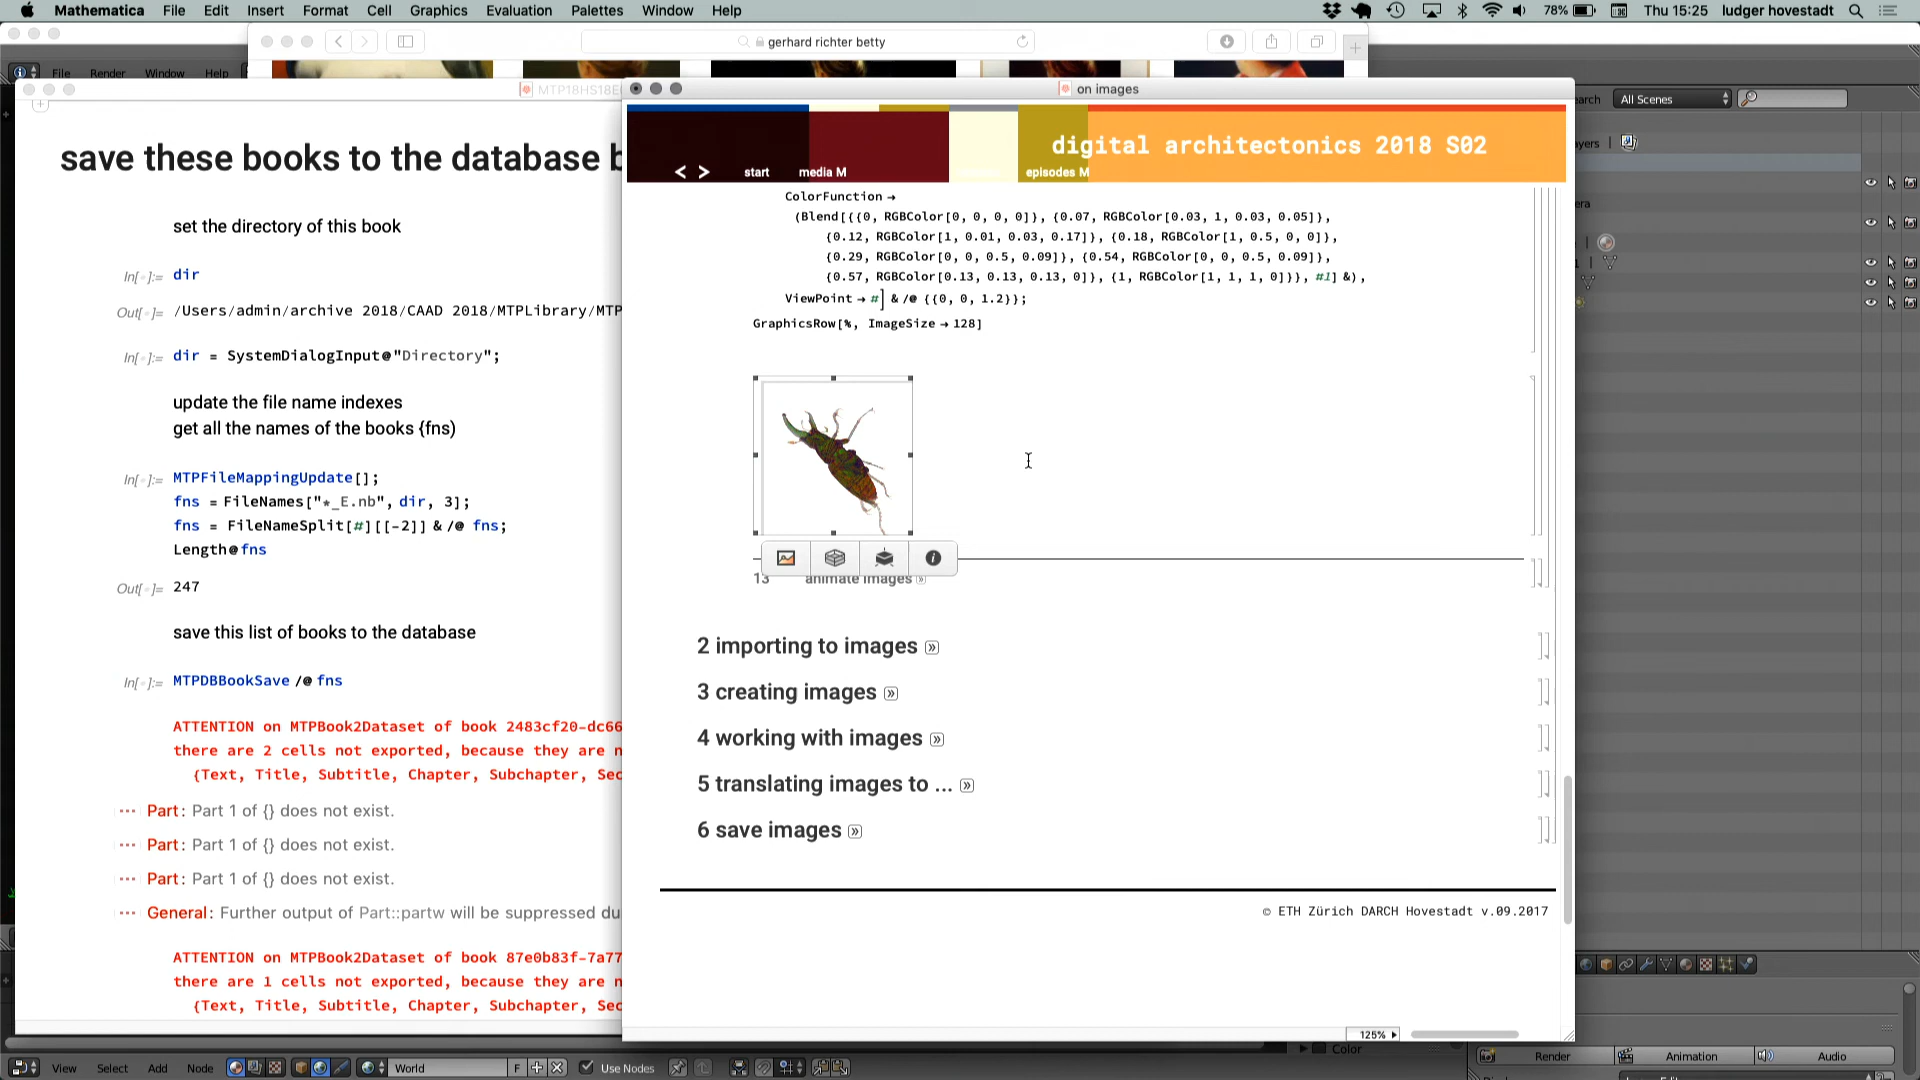 Mathematica File Edit Insert Format Cell Graphics Evaluation Palettes Window Help 78% Thu 15:25 ludger hovestadt
gerhard richter betty
File Render Window Help
MTP18HS18E
on images
All Scenes
save these books to the database b
set the directory of this book
In[ ]:= dir
Out[ ]= /Users/admin/archive 2018/CAAD 2018/MTPLibrary/MTP
In[ ]:= dir = SystemDialogInput@"Directory";
update the file name indexes
get all the names of the books {fns)
In[ ]:= MTPFileMappingUpdate[];
fns = FileNames["*_E.nb", dir, 3];
fns = FileNameSplit[#][[-2]] & /@ fns;
Length@fns
Out[ ]= 247
save this list of books to the database
In[ ]:= MTPDBBookSave /@ fns
ATTENTION on MTPBook2Dataset of book 2483cf20-dc66
there are 2 cells not exported, because they are n
{Text, Title, Subtitle, Chapter, Subchapter, Sec
Part: Part 1 of {} does not exist.
Part: Part 1 of {} does not exist.
Part: Part 1 of {} does not exist.
General: Further output of Part::partw will be suppressed du
ATTENTION on MTPBook2Dataset of book 87e0b83f-7a77
there are 1 cells not exported, because they are n
{Text, Title, Subtitle, Chapter, Subchapter, Sec
digital architectonics 2018 S02
< > start media M episodes M
ColorFunction →
(Blend[{{0, RGBColor[0, 0, 0, 0]}, {0.07, RGBColor[0.03, 1, 0.03, 0.05]},
{0.12, RGBColor[1, 0.01, 0.03, 0.17]}, {0.18, RGBColor[1, 0.5, 0, 0]},
{0.29, RGBColor[0, 0, 0.5, 0.09]}, {0.54, RGBColor[0, 0, 0.5, 0.09]},
{0.57, RGBColor[0.13, 0.13, 0.13, 0]}, {1, RGBColor[1, 1, 1, 0]}}, #1] &),
ViewPoint → #] & /@ {{0, 0, 1.2}};
GraphicsRow[%, ImageSize → 128]
13 animate images
2 importing to images
3 creating images
4 working with images
5 translating images to ...
6 save images
© ETH Zürich DARCH Hovestadt v.09.2017
125%
Color
View Select Add Node World F Use Nodes
Render Animation Audio